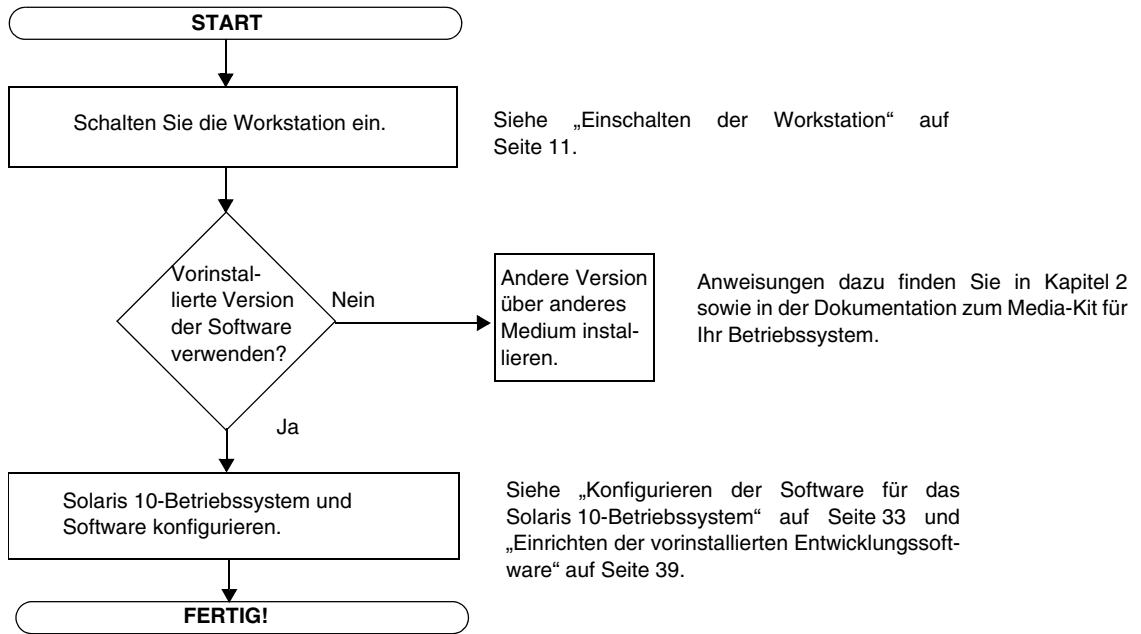 START
Schalten Sie die Workstation ein.
Siehe „Einschalten der Workstation“ auf
Seite 11.
Vorinstal-
lierte Version
der Software
verwenden?
Nein
Andere Version
über anderes
Medium instal-
lieren.
Anweisungen dazu finden Sie in Kapitel 2
sowie in der Dokumentation zum Media-Kit für
Ihr Betriebssystem.
Ja
Solaris 10-Betriebssystem und
Software konfigurieren.
Siehe „Konfigurieren der Software für das
Solaris 10-Betriebssystem“ auf Seite 33 und
„Einrichten der vorinstallierten Entwicklungssoft-
ware“ auf Seite 39.
FERTIG!